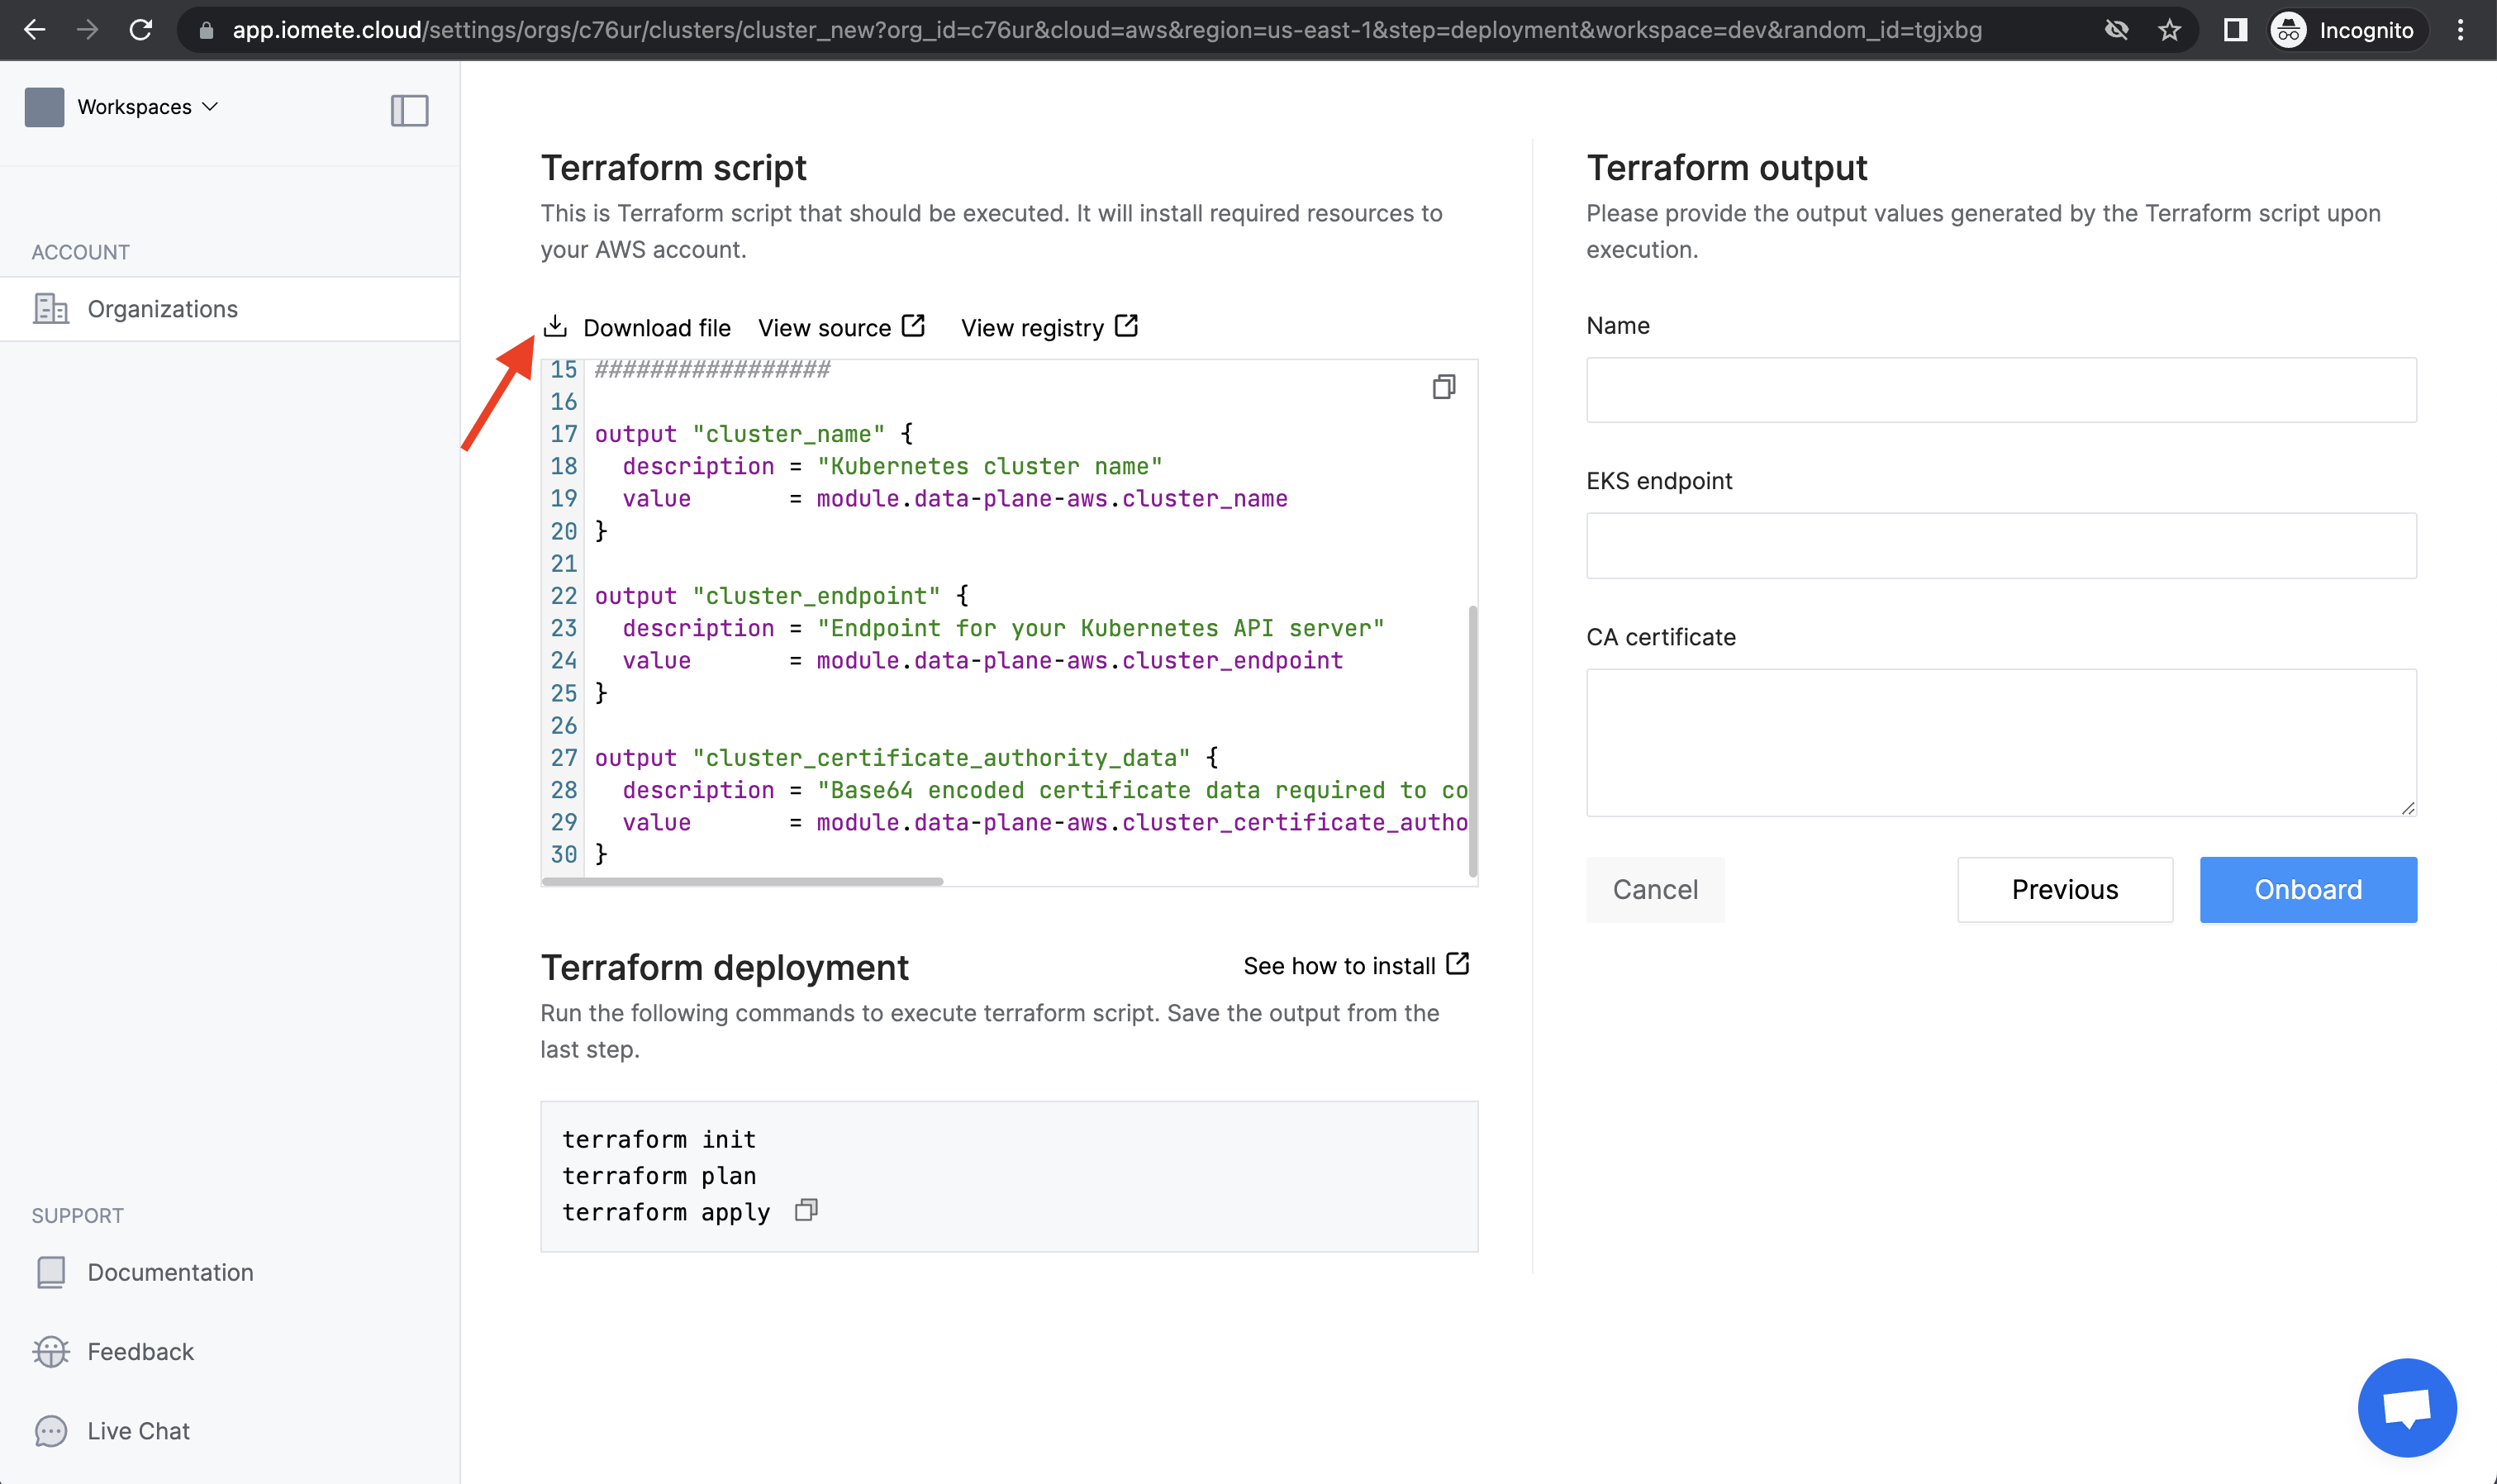 app.iomete.cloud/settings/orgs/c76ur/clusters/cluster_new?org_id=c76ur&cloud=aws&region=us-east-1&step=deployment&workspace=dev&random_id=tgjxbg
Incognito
Workspaces
ACCOUNT
Organizations
SUPPORT
Documentation
Feedback
Live Chat
Terraform script
This is Terraform script that should be executed. It will install required resources to
your AWS account.
Download file View source View registry
15 #################
16
17 output "cluster_name" {
18 description = "Kubernetes cluster name"
19 value = module.data-plane-aws.cluster_name
20 }
21
22 output "cluster_endpoint" {
23 description = "Endpoint for your Kubernetes API server"
24 value = module.data-plane-aws.cluster_endpoint
25 }
26
27 output "cluster_certificate_authority_data" {
28 description = "Base64 encoded certificate data required to co
29 value = module.data-plane-aws.cluster_certificate_autho
30 }
Terraform deployment
See how to install
Run the following commands to execute terraform script. Save the output from the
last step.
terraform init
terraform plan
terraform apply
Terraform output
Please provide the output values generated by the Terraform script upon
execution.
Name
EKS endpoint
CA certificate
Cancel
Previous
Onboard